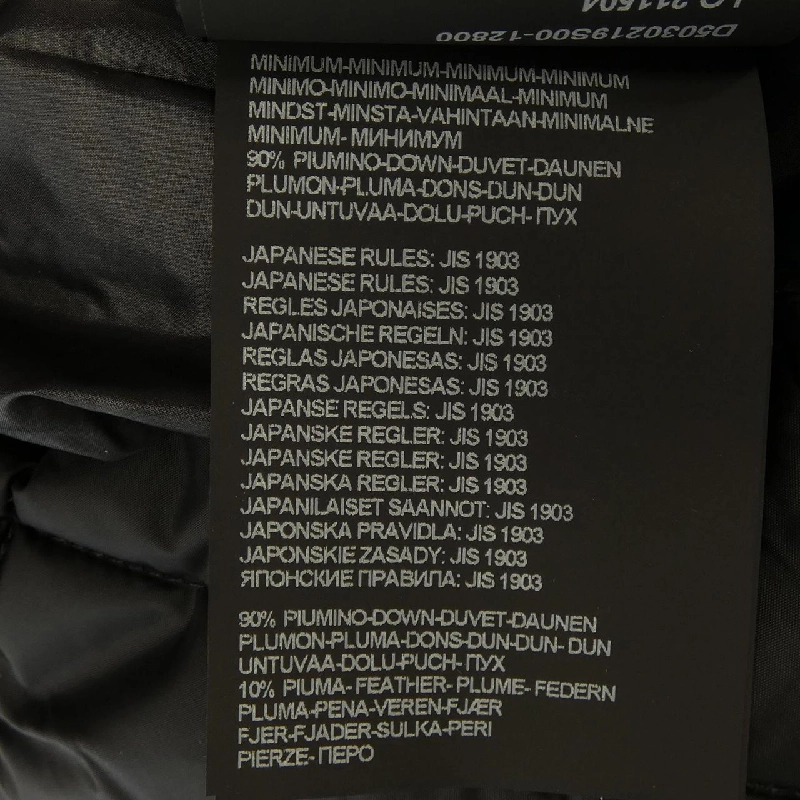 LO 211504
D5030219S00-12800
MINIMUM-MINIMUM-MINIMUM-MINIMUM
MINIMO-MINIMO-MINIMAAL-MINIMUM
MINDST-MINSTA-VAHINTAAN-MINIMALNE
MINIMUM- МИНИМУМ
90% PIUMINO-DOWN-DUVET-DAUNEN
PLUMON-PLUMA-DONS-DUN-DUN
DUN-UNTUVAA-DOLU-PUCH- ПУХ
JAPANESE RULES: JIS 1903
JAPANESE RULES: JIS 1903
REGLES JAPONAISES: JIS 1903
JAPANISCHE REGELN: JIS 1903
REGLAS JAPONESAS: JIS 1903
REGRAS JAPONESAS: JIS 1903
JAPANSE REGELS: JIS 1903
JAPANSKE REGLER: JIS 1903
JAPANSKE REGLER: JIS 1903
JAPANSKA REGLER: JIS 1903
JAPANILAISET SAANNOT: JIS 1903
JAPONSKA PRAVIDLA: JIS 1903
JAPONSKIE ZASADY: JIS 1903
ЯПОНСКИЕ ПРАВИЛА: JIS 1903
90% PIUMINO-DOWN-DUVET-DAUNEN
PLUMON-PLUMA-DONS-DUN-DUN- DUN
UNTUVAA-DOLU-PUCH- ПУХ
10% PIUMA- FEATHER- PLUME- FEDERN
PLUMA-PENA-VEREN-FJÆR
FJER-FJADER-SULKA-PERI
PIERZE- ПЕРО